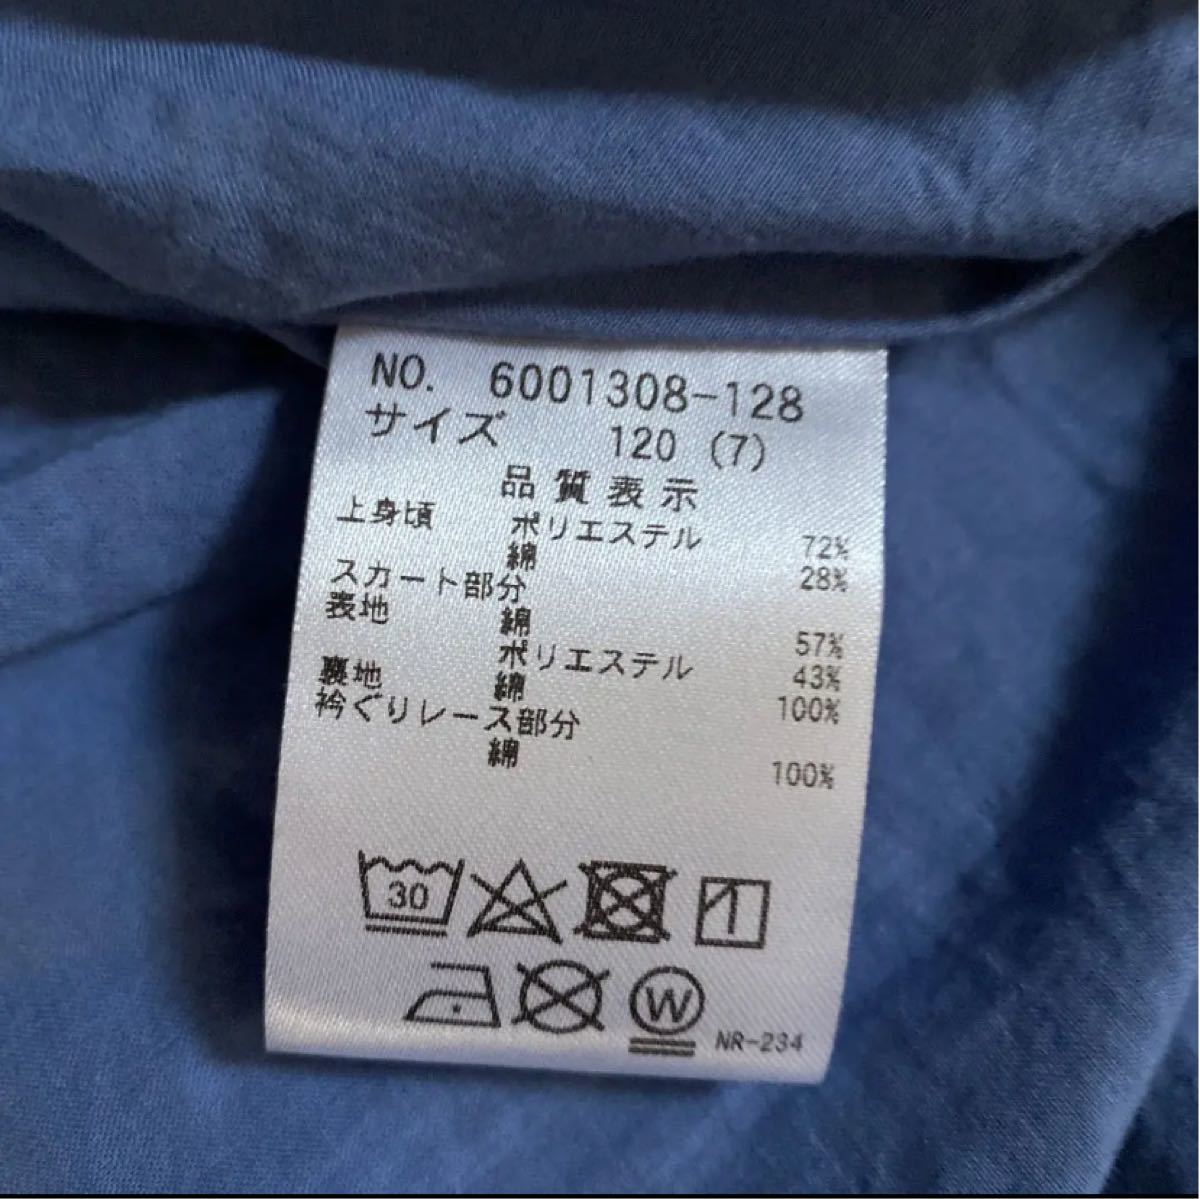 NO. 6001308-128
サイズ 120 (7)
品質表示
上身頃 ポリエステル 72%
綿 28%
スカート部分
表地 綿 57%
ポリエステル 43%
裏地 綿 100%
衿ぐりレース部分
綿 100%
30
W
NR-234